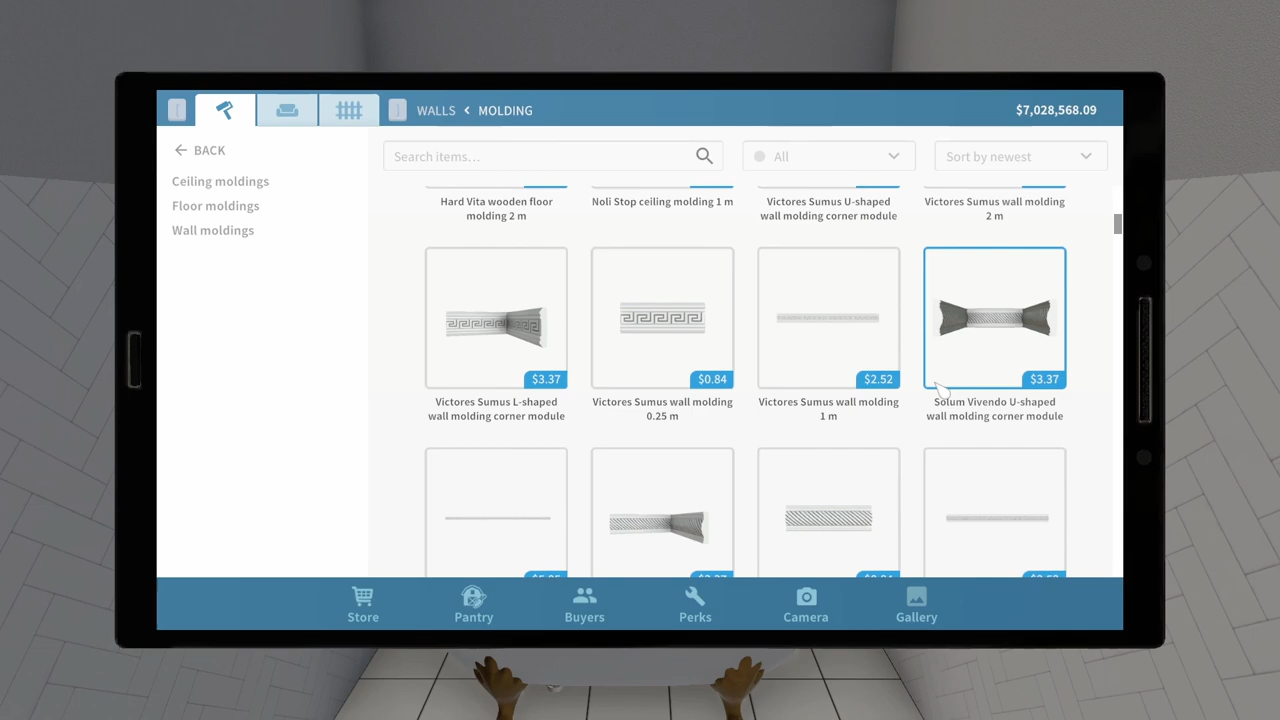 WALLS < MOLDING
$7,028,568.09
BACK
Search items...
All
Sort by newest
Ceiling moldings
Floor moldings
Wall moldings
Hard Vita wooden floor
molding 2 m
Noli Stop ceiling molding 1 m
Victores Sumus U-shaped
wall molding corner module
Victores Sumus wall molding
2 m
$3.37
$0.84
$2.52
$3.37
Victores Sumus L-shaped
wall molding corner module
Victores Sumus wall molding
0.25 m
Victores Sumus wall molding
1 m
Solum Vivendo U-shaped
wall molding corner module
Store
Pantry
Buyers
Perks
Camera
Gallery